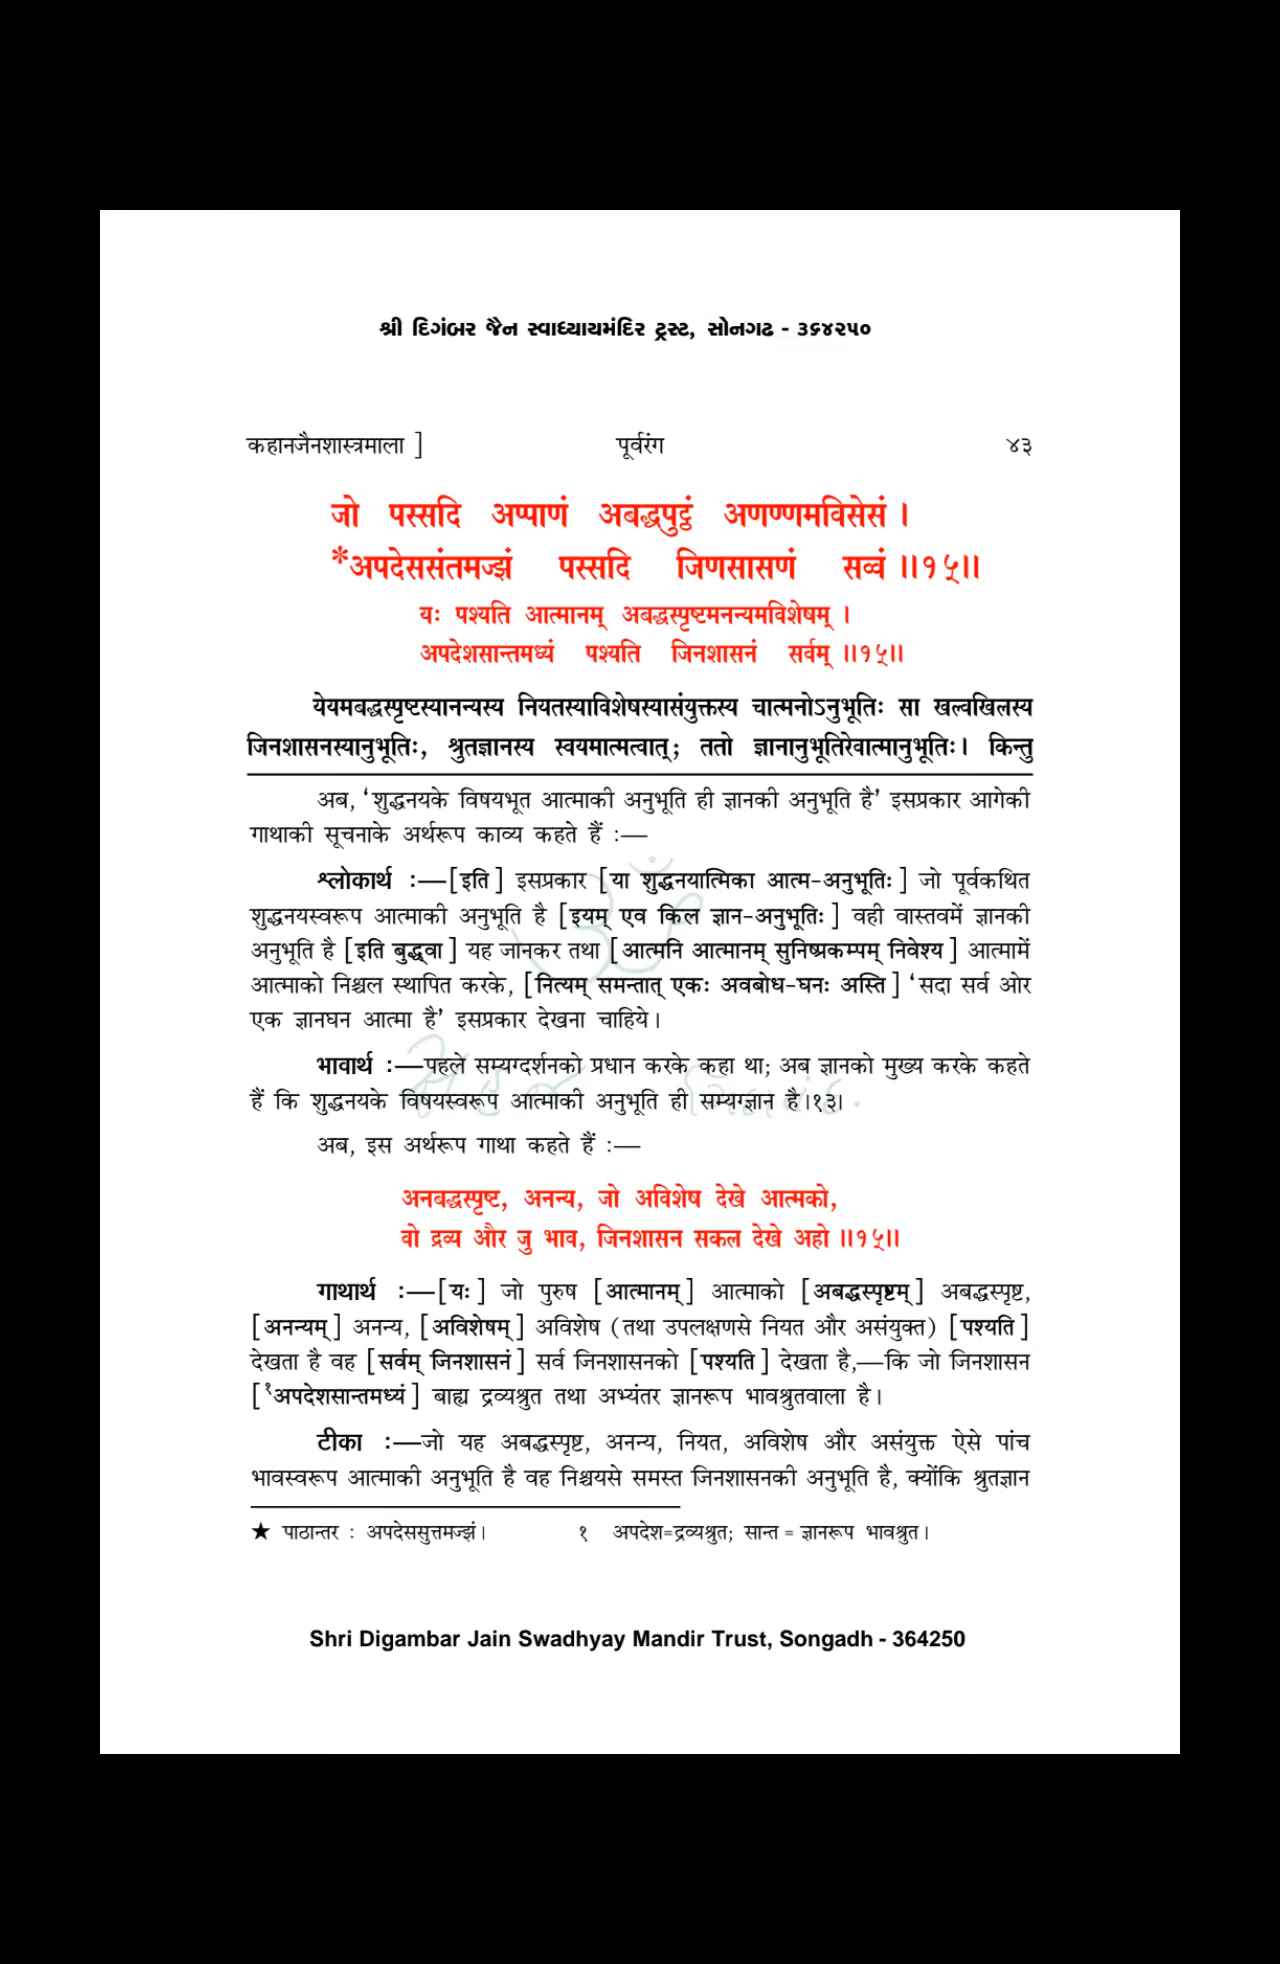 શ્રી દિગંબર જૈન સ્વાધ્યાયમંદિર ટ્રસ્ટ, સોનગઢ - ૩૬૪૨૫૦
कहानजैनशास्त्रमाला ] पूर्वरंग ४३
जो पस्सदि अप्पाणं अबद्धपुट्ठं अणण्णमविसेसं ।
*अपदेससंतमज्झं पस्सदि जिणसासणं सव्वं ॥१५॥
यः पश्यति आत्मानम् अबद्धस्पृष्टमनन्यमविशेषम् ।
अपदेशसान्तमध्यं पश्यति जिनशासनं सर्वम् ॥१५॥
येयमबद्धस्पृष्टस्यानन्यस्य नियतस्याविशेषस्यासंयुक्तस्य चात्मनोऽनुभूतिः सा खल्वखिलस्य
जिनशासनस्यानुभूतिः, श्रुतज्ञानस्य स्वयमात्मत्वात्; ततो ज्ञानानुभूतिरेवात्मानुभूतिः। किन्तु
अब, ‘शुद्धनयके विषयभूत आत्माकी अनुभूति ही ज्ञानकी अनुभूति है’ इसप्रकार आगेकी
गाथाकी सूचनाके अर्थरूप काव्य कहते हैं :—
श्लोकार्थ :—[इति] इसप्रकार [या शुद्धनयात्मिका आत्म-अनुभूतिः] जो पूर्वकथित
शुद्धनयस्वरूप आत्माकी अनुभूति है [इयम् एव किल ज्ञान-अनुभूतिः] वही वास्तवमें ज्ञानकी
अनुभूति है [इति बुद्ध्वा] यह जानकर तथा [आत्मनि आत्मानम् सुनिष्प्रकम्पम् निवेश्य] आत्मामें
आत्माको निश्चल स्थापित करके, [नित्यम् समन्तात् एकः अवबोध-घनः अस्ति] ‘सदा सर्व ओर
एक ज्ञानघन आत्मा है’ इसप्रकार देखना चाहिये।
भावार्थ :—पहले सम्यग्दर्शनको प्रधान करके कहा था; अब ज्ञानको मुख्य करके कहते
हैं कि शुद्धनयके विषयस्वरूप आत्माकी अनुभूति ही सम्यग्ज्ञान है।१३।
अब, इस अर्थरूप गाथा कहते हैं :—
अनबद्धस्पृष्ट, अनन्य, जो अविशेष देखे आत्मको,
वो द्रव्य और जु भाव, जिनशासन सकल देखे अहो ॥१५॥
गाथार्थ :—[यः] जो पुरुष [आत्मानम्] आत्माको [अबद्धस्पृष्टम्] अबद्धस्पृष्ट,
[अनन्यम्] अनन्य, [अविशेषम्] अविशेष (तथा उपलक्षणसे नियत और असंयुक्त) [पश्यति]
देखता है वह [सर्वम् जिनशासनं] सर्व जिनशासनको [पश्यति] देखता है,—कि जो जिनशासन
[१अपदेशसान्तमध्यं] बाह्य द्रव्यश्रुत तथा अभ्यंतर ज्ञानरूप भावश्रुतवाला है।
टीका :—जो यह अबद्धस्पृष्ट, अनन्य, नियत, अविशेष और असंयुक्त ऐसे पांच
भावस्वरूप आत्माकी अनुभूति है वह निश्चयसे समस्त जिनशासनकी अनुभूति है, क्योंकि श्रुतज्ञान
★ पाठान्तर : अपदेससुत्तमज्झं। १ अपदेश=द्रव्यश्रुत; सान्त = ज्ञानरूप भावश्रुत।
Shri Digambar Jain Swadhyay Mandir Trust, Songadh - 364250